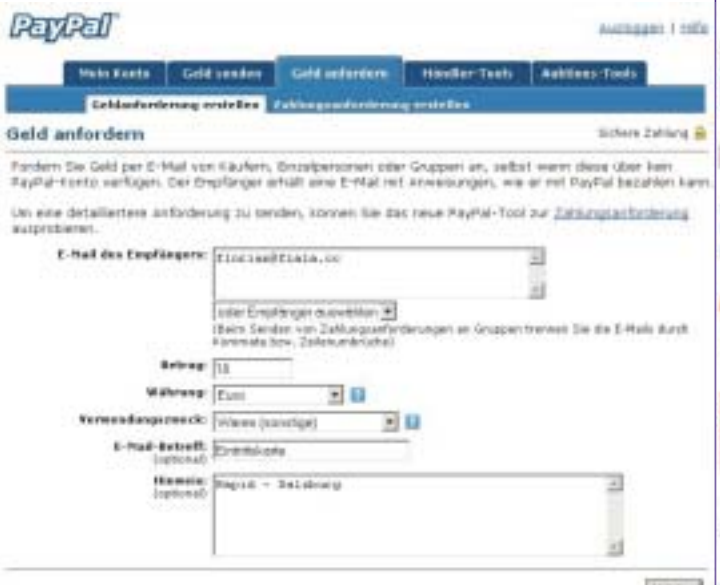 PayPal
Ausloggen | Hilfe
Mein Konto Geld senden Geld anfordern Händler-Tools Auktions-Tools
Geldanforderung erstellen Zahlungsanforderung erstellen
Geld anfordern
Sichere Zahlung
Fordern Sie Geld per E-Mail von Käufern, Einzelpersonen oder Gruppen an, selbst wenn diese über kein
PayPal-Konto verfügen. Der Empfänger erhält eine E-Mail mit Anweisungen, wie er mit PayPal bezahlen kann.
Um eine detailliertere Anforderung zu senden, können Sie das neue PayPal-Tool zur Zahlungsanforderung
ausprobieren.
E-Mail des Empfängers:
oder Empfänger auswählen
(Beim Senden von Zahlungsanforderungen an Gruppen trennen Sie die E-Mails durch
Kommata bzw. Zeilenumbrüche)
Betrag:
Währung: Euro ?
Verwendungszweck: Waren (sonstige) ?
E-Mail-Betreff: Eintrittskarte
(optional)
Hinweis: Rapid - Salzburg
(optional)